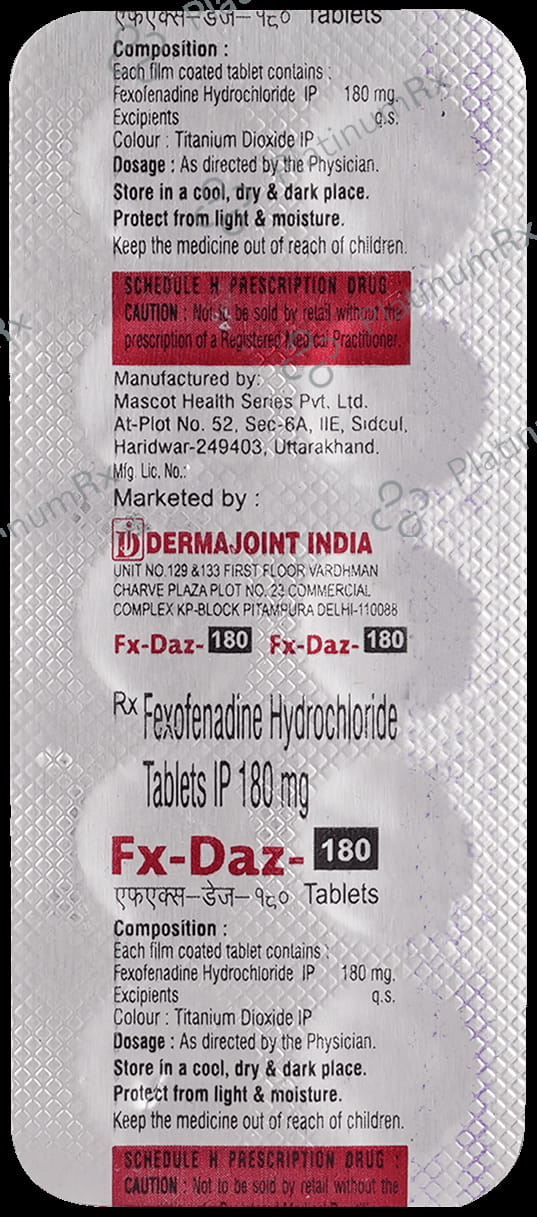 एफएक्स-डेज-१८० Tablets
Composition :
Each film coated tablet contains :
Fexofenadine Hydrochloride IP 180 mg.
Excipients q.s.
Colour : Titanium Dioxide IP
Dosage : As directed by the Physician.
Store in a cool, dry & dark place.
Protect from light & moisture.
Keep the medicine out of reach of children.
SCHEDULE H PRESCRIPTION DRUG :
CAUTION : Not to be sold by retail without the
prescription of a Registered Medical Practitioner.
Manufactured by:
Mascot Health Series Pvt. Ltd.
At-Plot No. 52, Sec-6A, IIE, Sidcul,
Haridwar-249403, Uttarakhand.
Mfg. Lic. No.:
Marketed by :
DERMAJOINT INDIA
UNIT NO.129 &133 FIRST FLOOR VARDHMAN
CHARVE PLAZA PLOT NO. 23 COMMERCIAL
COMPLEX KP-BLOCK PITAMPURA DELHI-110088
Fx-Daz-180 Fx-Daz-180
Rx Fexofenadine Hydrochloride
Tablets IP 180 mg
Fx-Daz-180
एफएक्स-डेज-१८० Tablets
Composition :
Each film coated tablet contains :
Fexofenadine Hydrochloride IP 180 mg.
Excipients q.s.
Colour : Titanium Dioxide IP
Dosage : As directed by the Physician.
Store in a cool, dry & dark place.
Protect from light & moisture.
Keep the medicine out of reach of children.
SCHEDULE H PRESCRIPTION DRUG :
CAUTION : Not to be sold by retail without the
PlatinumRx
PlatinumRx
PlatinumRx